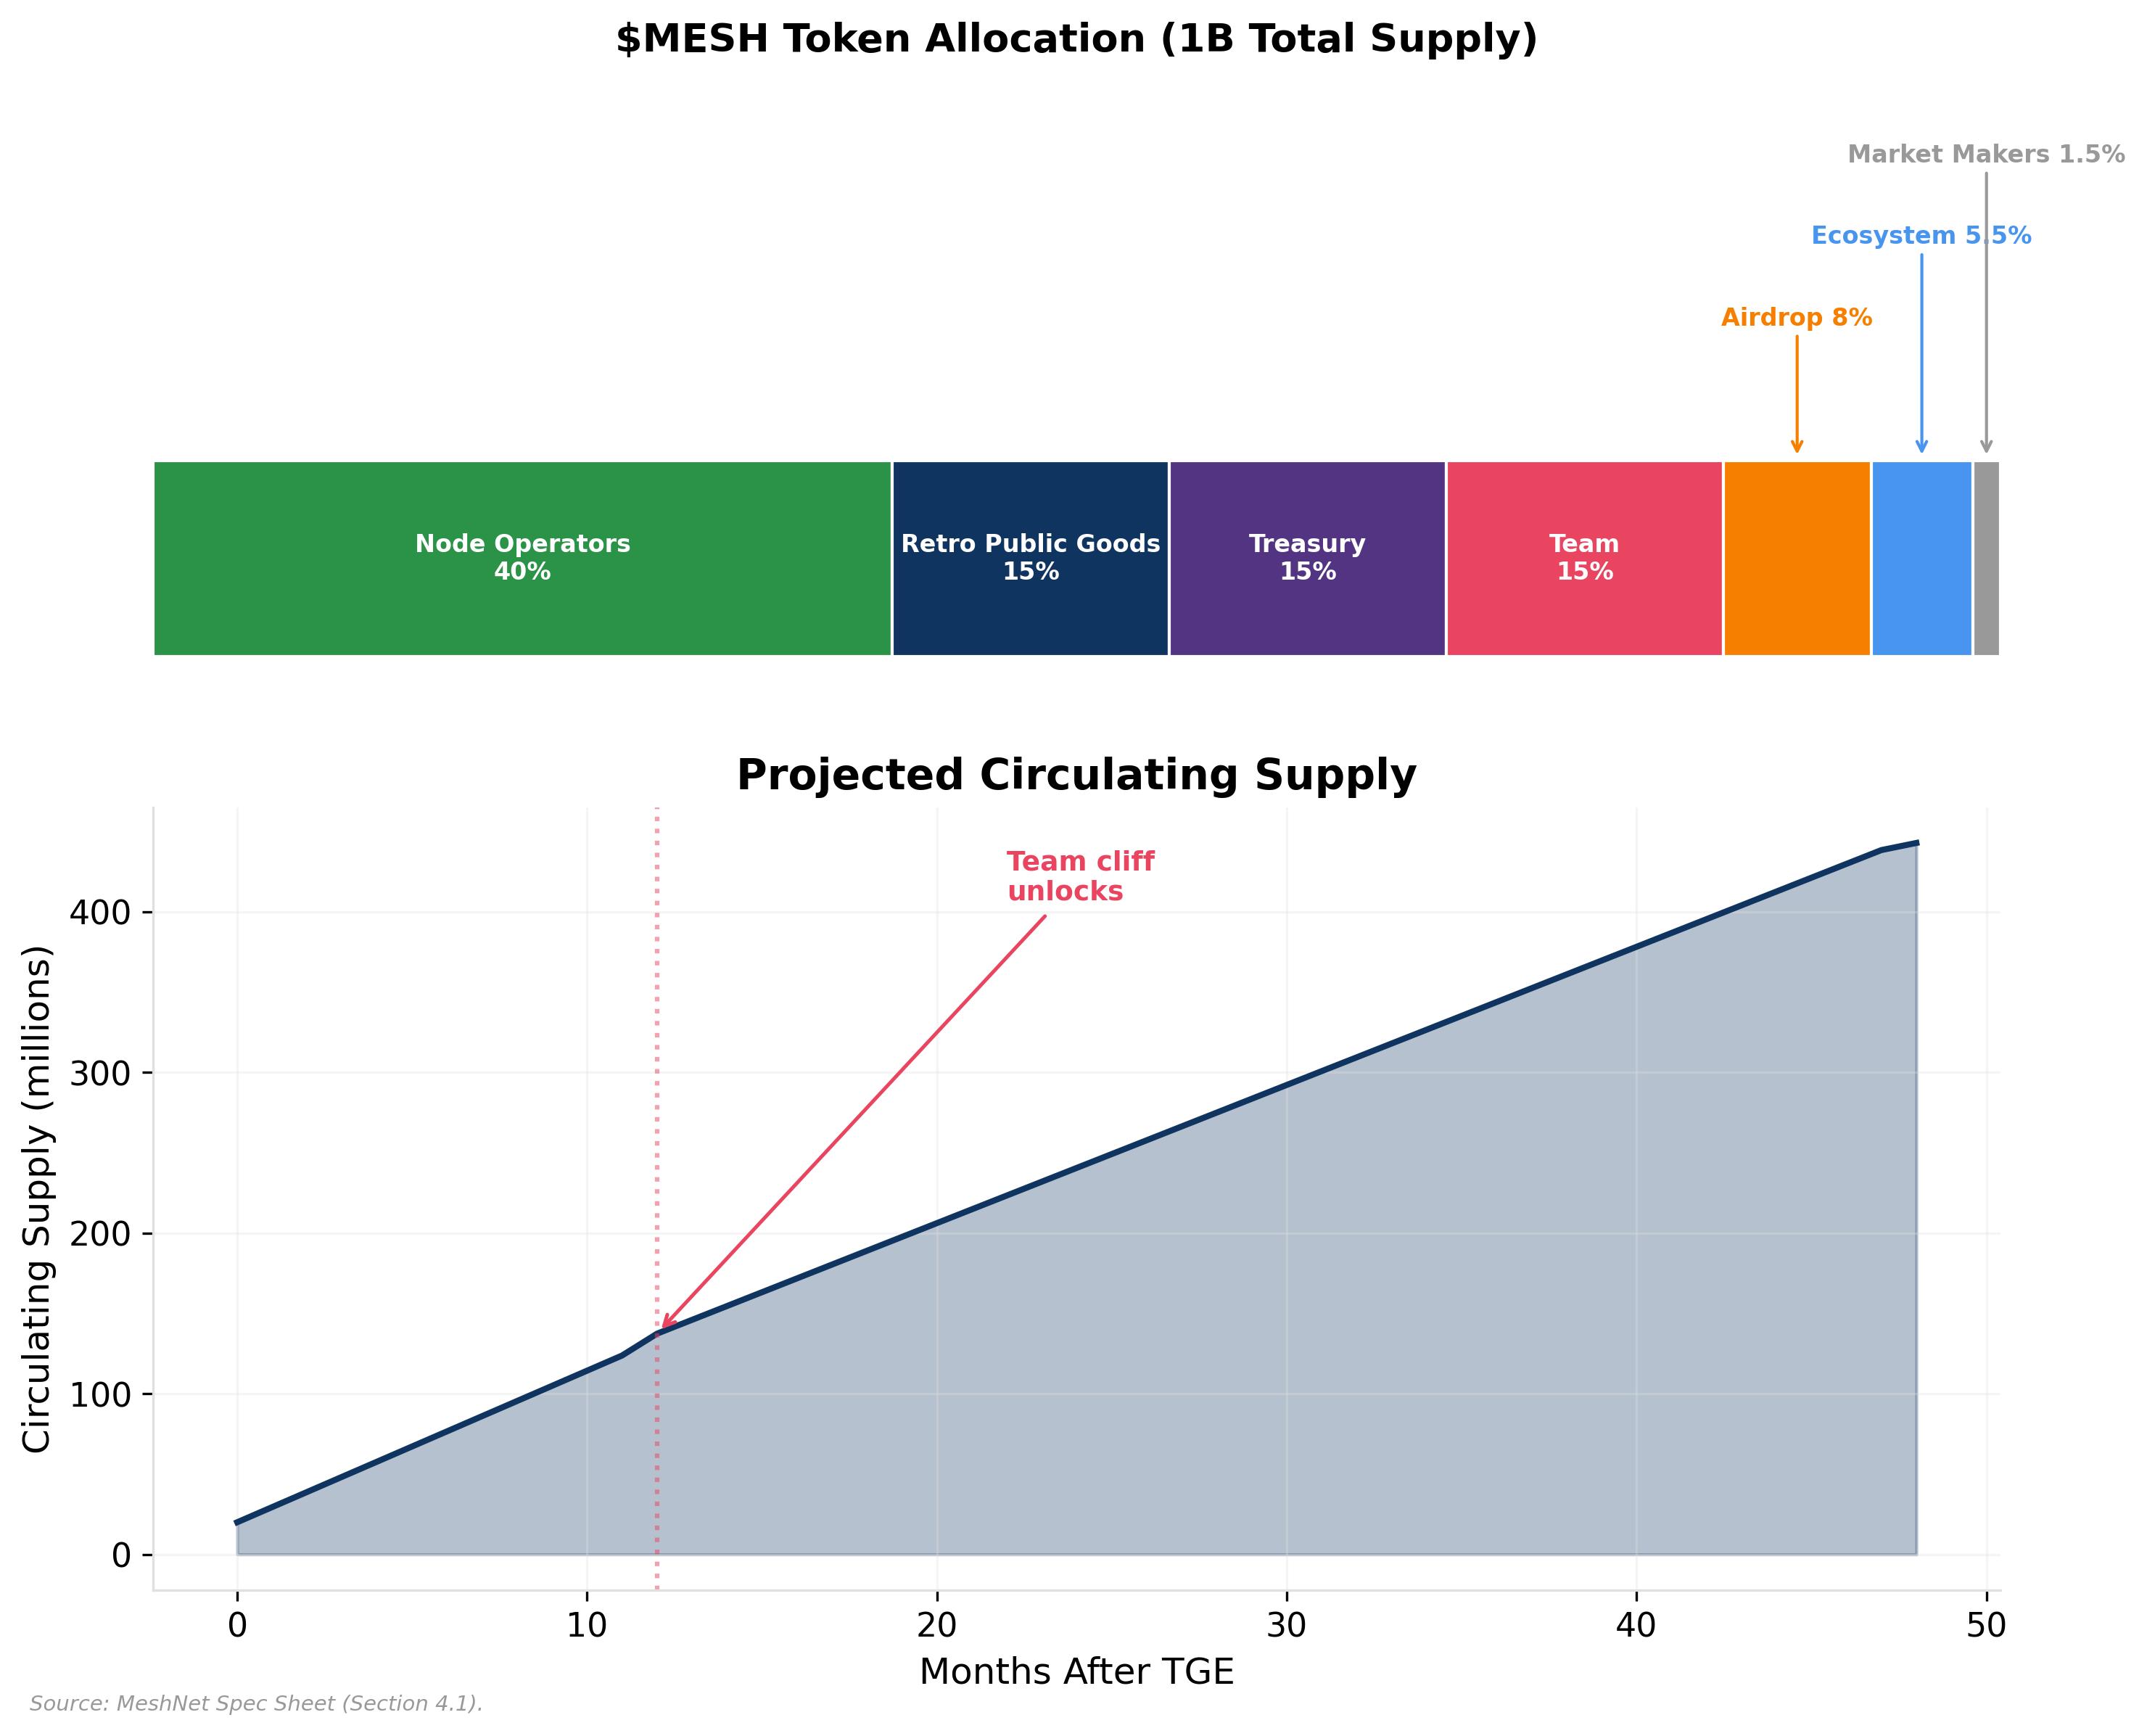 $MESH Token Allocation (1B Total Supply)
Market Makers 1.5%
Ecosystem 5.5%
Airdrop 8%
Node Operators
40%
Retro Public Goods
15%
Treasury
15%
Team
15%
Projected Circulating Supply
Team cliff
unlocks
Circulating Supply (millions)
400
300
200
100
0
0
10
20
30
40
50
Months After TGE
Source: MeshNet Spec Sheet (Section 4.1).